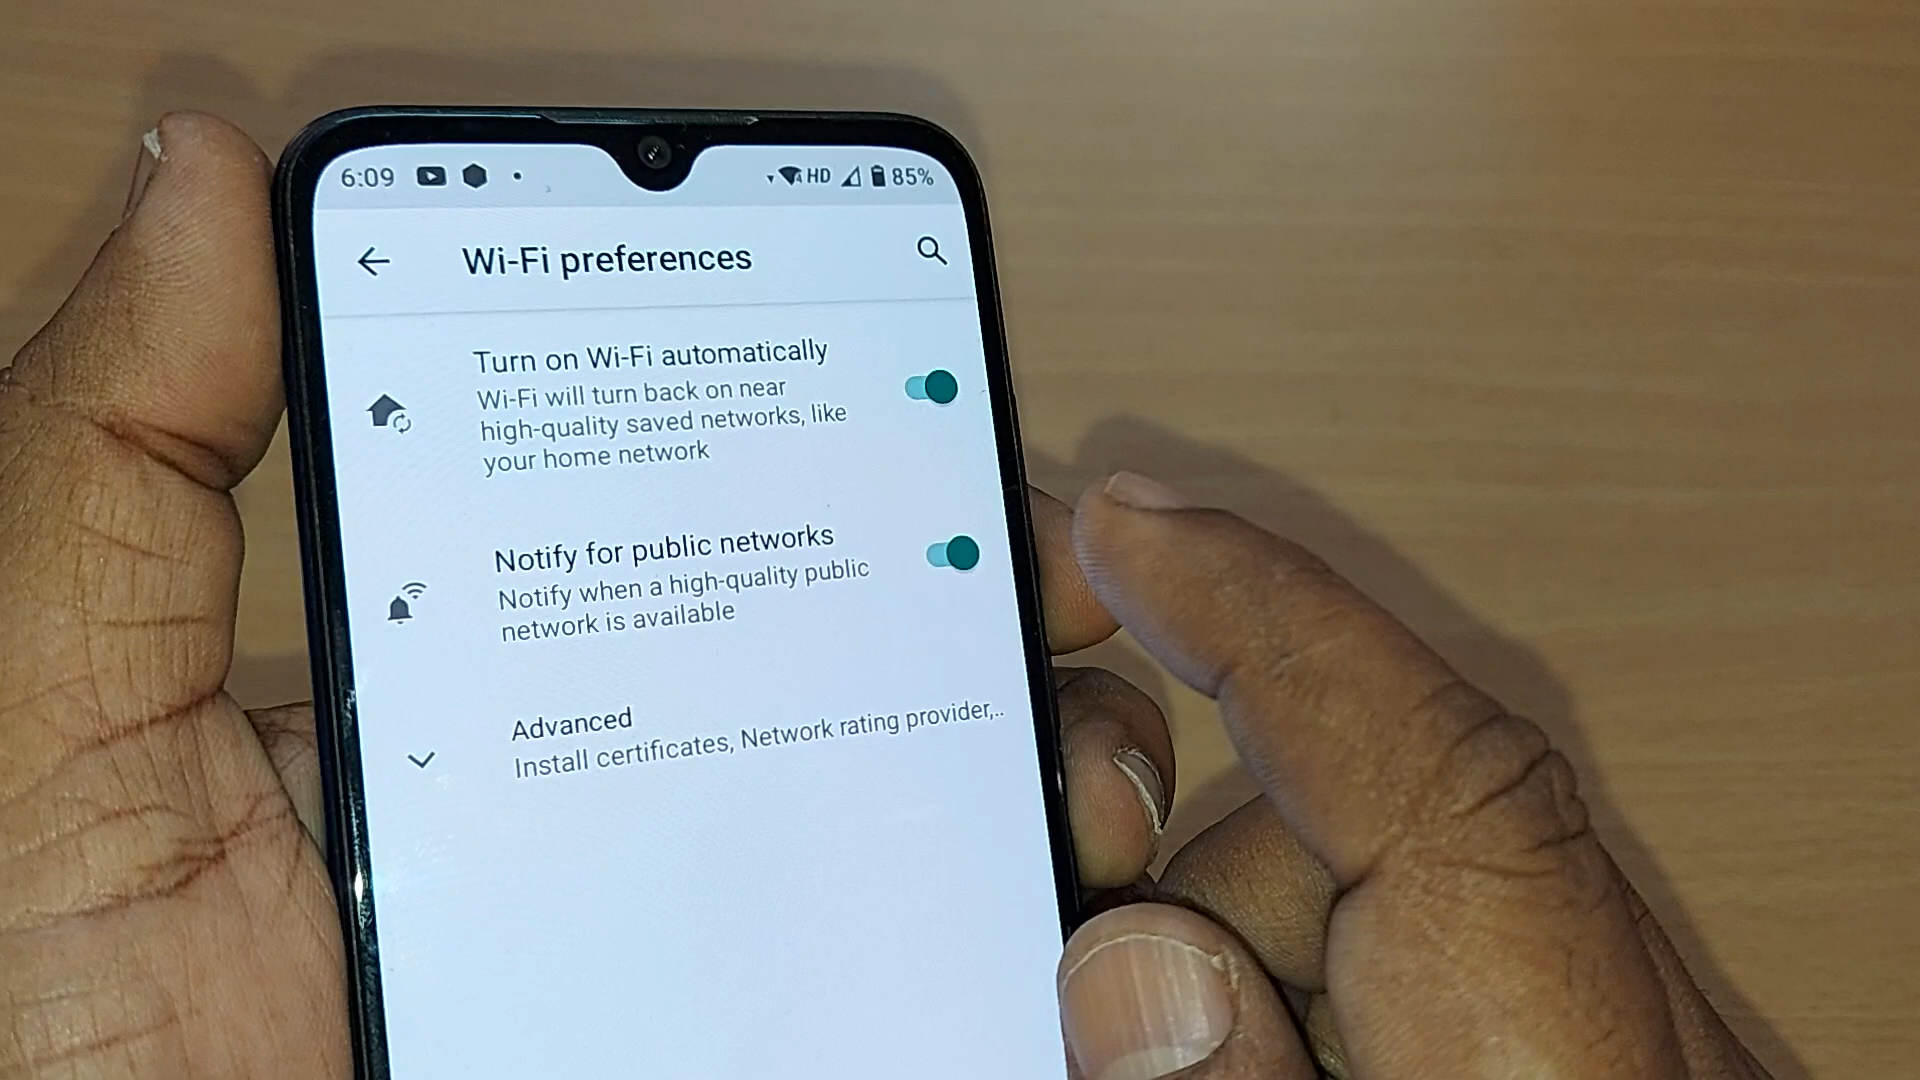 6:09 HD 85%
Wi-Fi preferences
Turn on Wi-Fi automatically
Wi-Fi will turn back on near
high-quality saved networks, like
your home network
Notify for public networks
Notify when a high-quality public
network is available
Advanced
Install certificates, Network rating provider,..